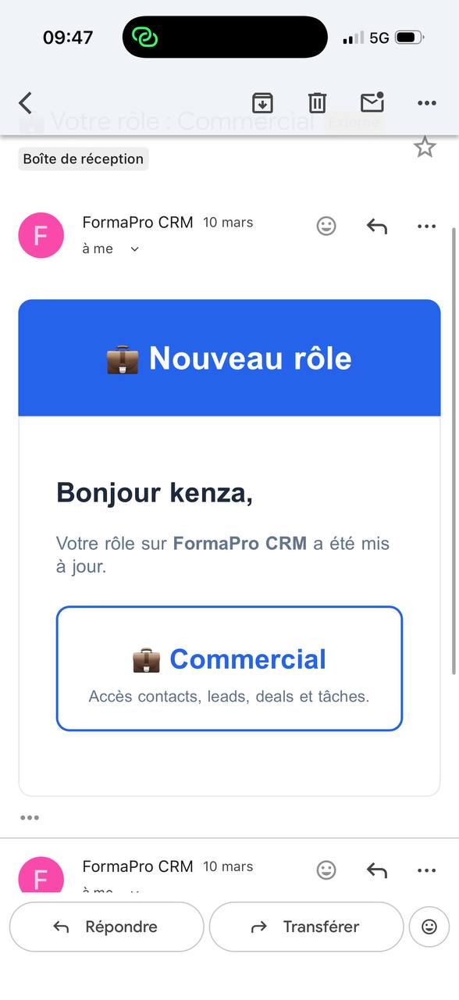 09:47
5G
Votre rôle : Commercial Externe
Boîte de réception
F
FormaPro CRM 10 mars
à me
Nouveau rôle
Bonjour kenza,
Votre rôle sur FormaPro CRM a été mis
à jour.
Commercial
Accès contacts, leads, deals et tâches.
F
FormaPro CRM 10 mars
à me
Répondre
Transférer